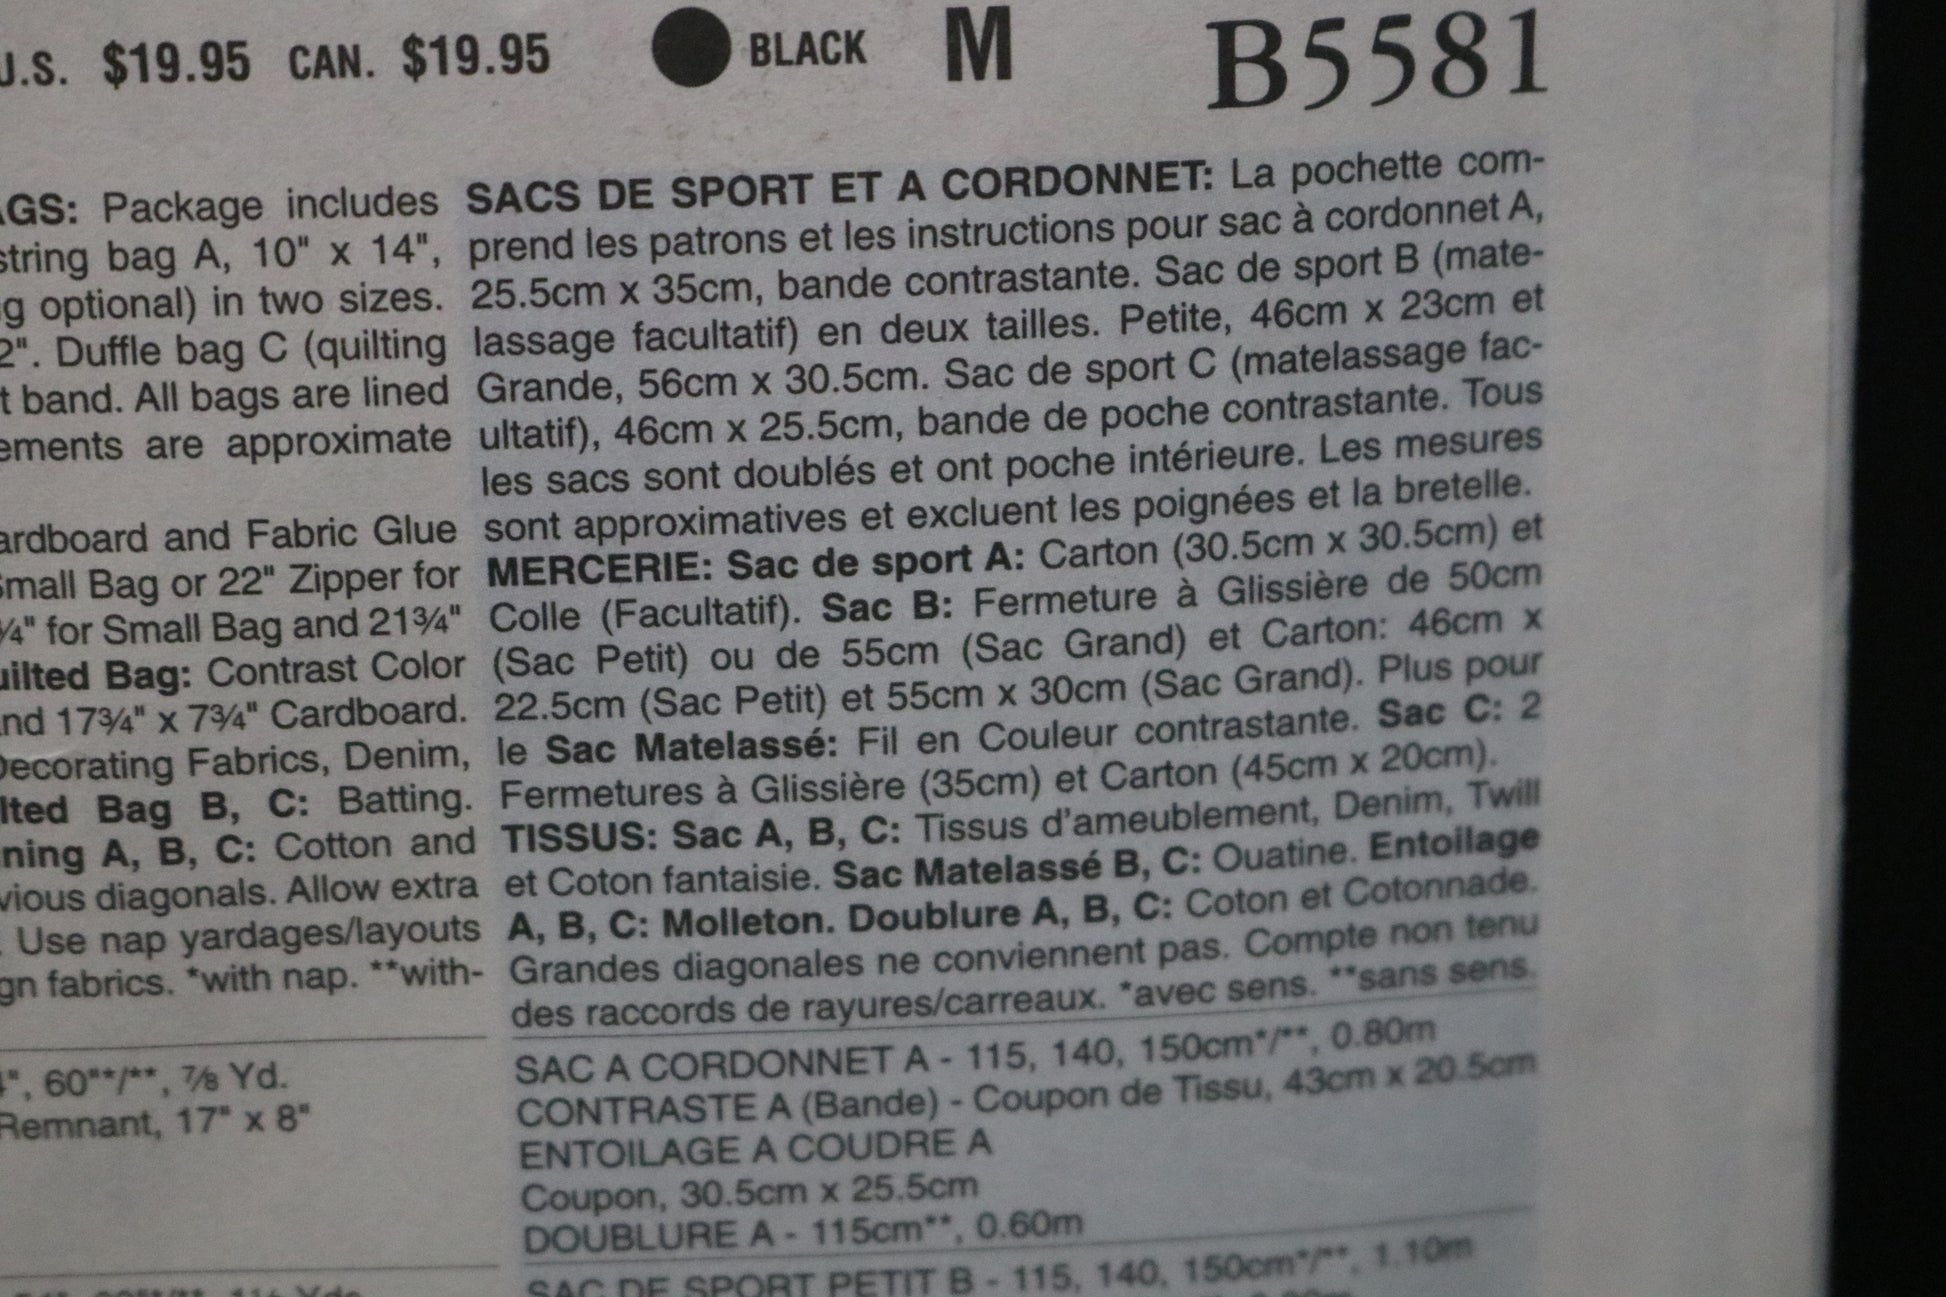 U.S. $19.95 CAN. $19.95 BLACK M B5581
GS: Package includes
string bag A, 10" x 14",
g optional) in two sizes.
2". Duffle bag C (quilting
t band. All bags are lined
ements are approximate
ardboard and Fabric Glue
Small Bag or 22" Zipper for
¾" for Small Bag and 21¾"
uilted Bag: Contrast Color
nd 17¾" x 7¾" Cardboard.
Decorating Fabrics, Denim,
lted Bag B, C: Batting.
ning A, B, C: Cotton and
vious diagonals. Allow extra
. Use nap yardages/layouts
gn fabrics. *with nap. **with-
4", 60"*/**, ⅞ Yd.
Remnant, 17" x 8"
SACS DE SPORT ET A CORDONNET: La pochette com-
prend les patrons et les instructions pour sac à cordonnet A,
25.5cm x 35cm, bande contrastante. Sac de sport B (mate-
lassage facultatif) en deux tailles. Petite, 46cm x 23cm et
Grande, 56cm x 30.5cm. Sac de sport C (matelassage fac-
ultatif), 46cm x 25.5cm, bande de poche contrastante. Tous
les sacs sont doublés et ont poche intérieure. Les mesures
sont approximatives et excluent les poignées et la bretelle.
MERCERIE: Sac de sport A: Carton (30.5cm x 30.5cm) et
Colle (Facultatif). Sac B: Fermeture à Glissière de 50cm
(Sac Petit) ou de 55cm (Sac Grand) et Carton: 46cm x
22.5cm (Sac Petit) et 55cm x 30cm (Sac Grand). Plus pour
le Sac Matelassé: Fil en Couleur contrastante. Sac C: 2
Fermetures à Glissière (35cm) et Carton (45cm x 20cm).
TISSUS: Sac A, B, C: Tissus d'ameublement, Denim, Twill
et Coton fantaisie. Sac Matelassé B, C: Ouatine. Entoilage
A, B, C: Molleton. Doublure A, B, C: Coton et Cotonnade.
Grandes diagonales ne conviennent pas. Compte non tenu
des raccords de rayures/carreaux. *avec sens. **sans sens.
SAC A CORDONNET A - 115, 140, 150cm*/**, 0.80m
CONTRASTE A (Bande) - Coupon de Tissu, 43cm x 20.5cm
ENTOILAGE A COUDRE A
Coupon, 30.5cm x 25.5cm
DOUBLURE A - 115cm**, 0.60m
SAC DE SPORT PETIT B - 115, 140, 150cm*/**, 1.10m